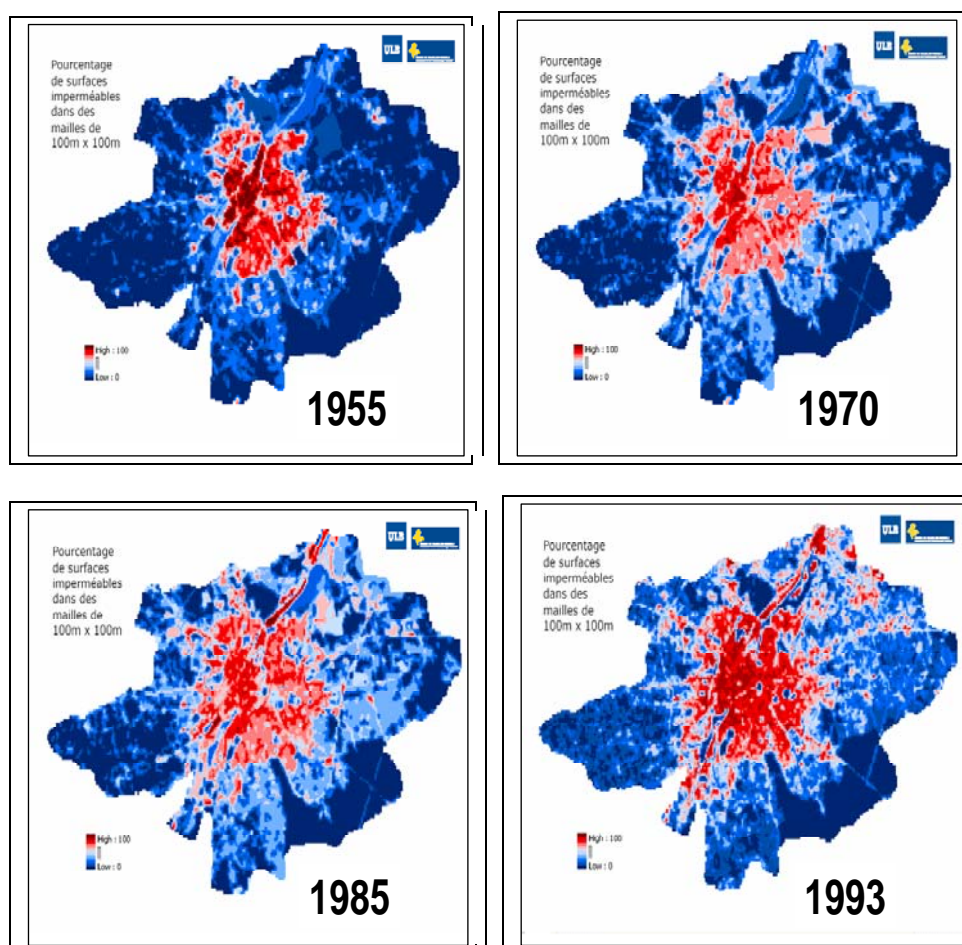 ULB
Pourcentage
de surfaces
imperméables
dans des
mailles de
100m x 100m
High : 100
Low : 0
1955
ULB
Pourcentage
de surfaces
imperméables
dans des
mailles de
100m x 100m
High : 100
Low : 0
1970
ULB
Pourcentage
de surfaces
imperméables
dans des
mailles de
100m x 100m
High : 100
Low : 0
1985
ULB
Pourcentage
de surfaces
imperméables
dans des
mailles de
100m x 100m
High : 100
Low : 0
1993